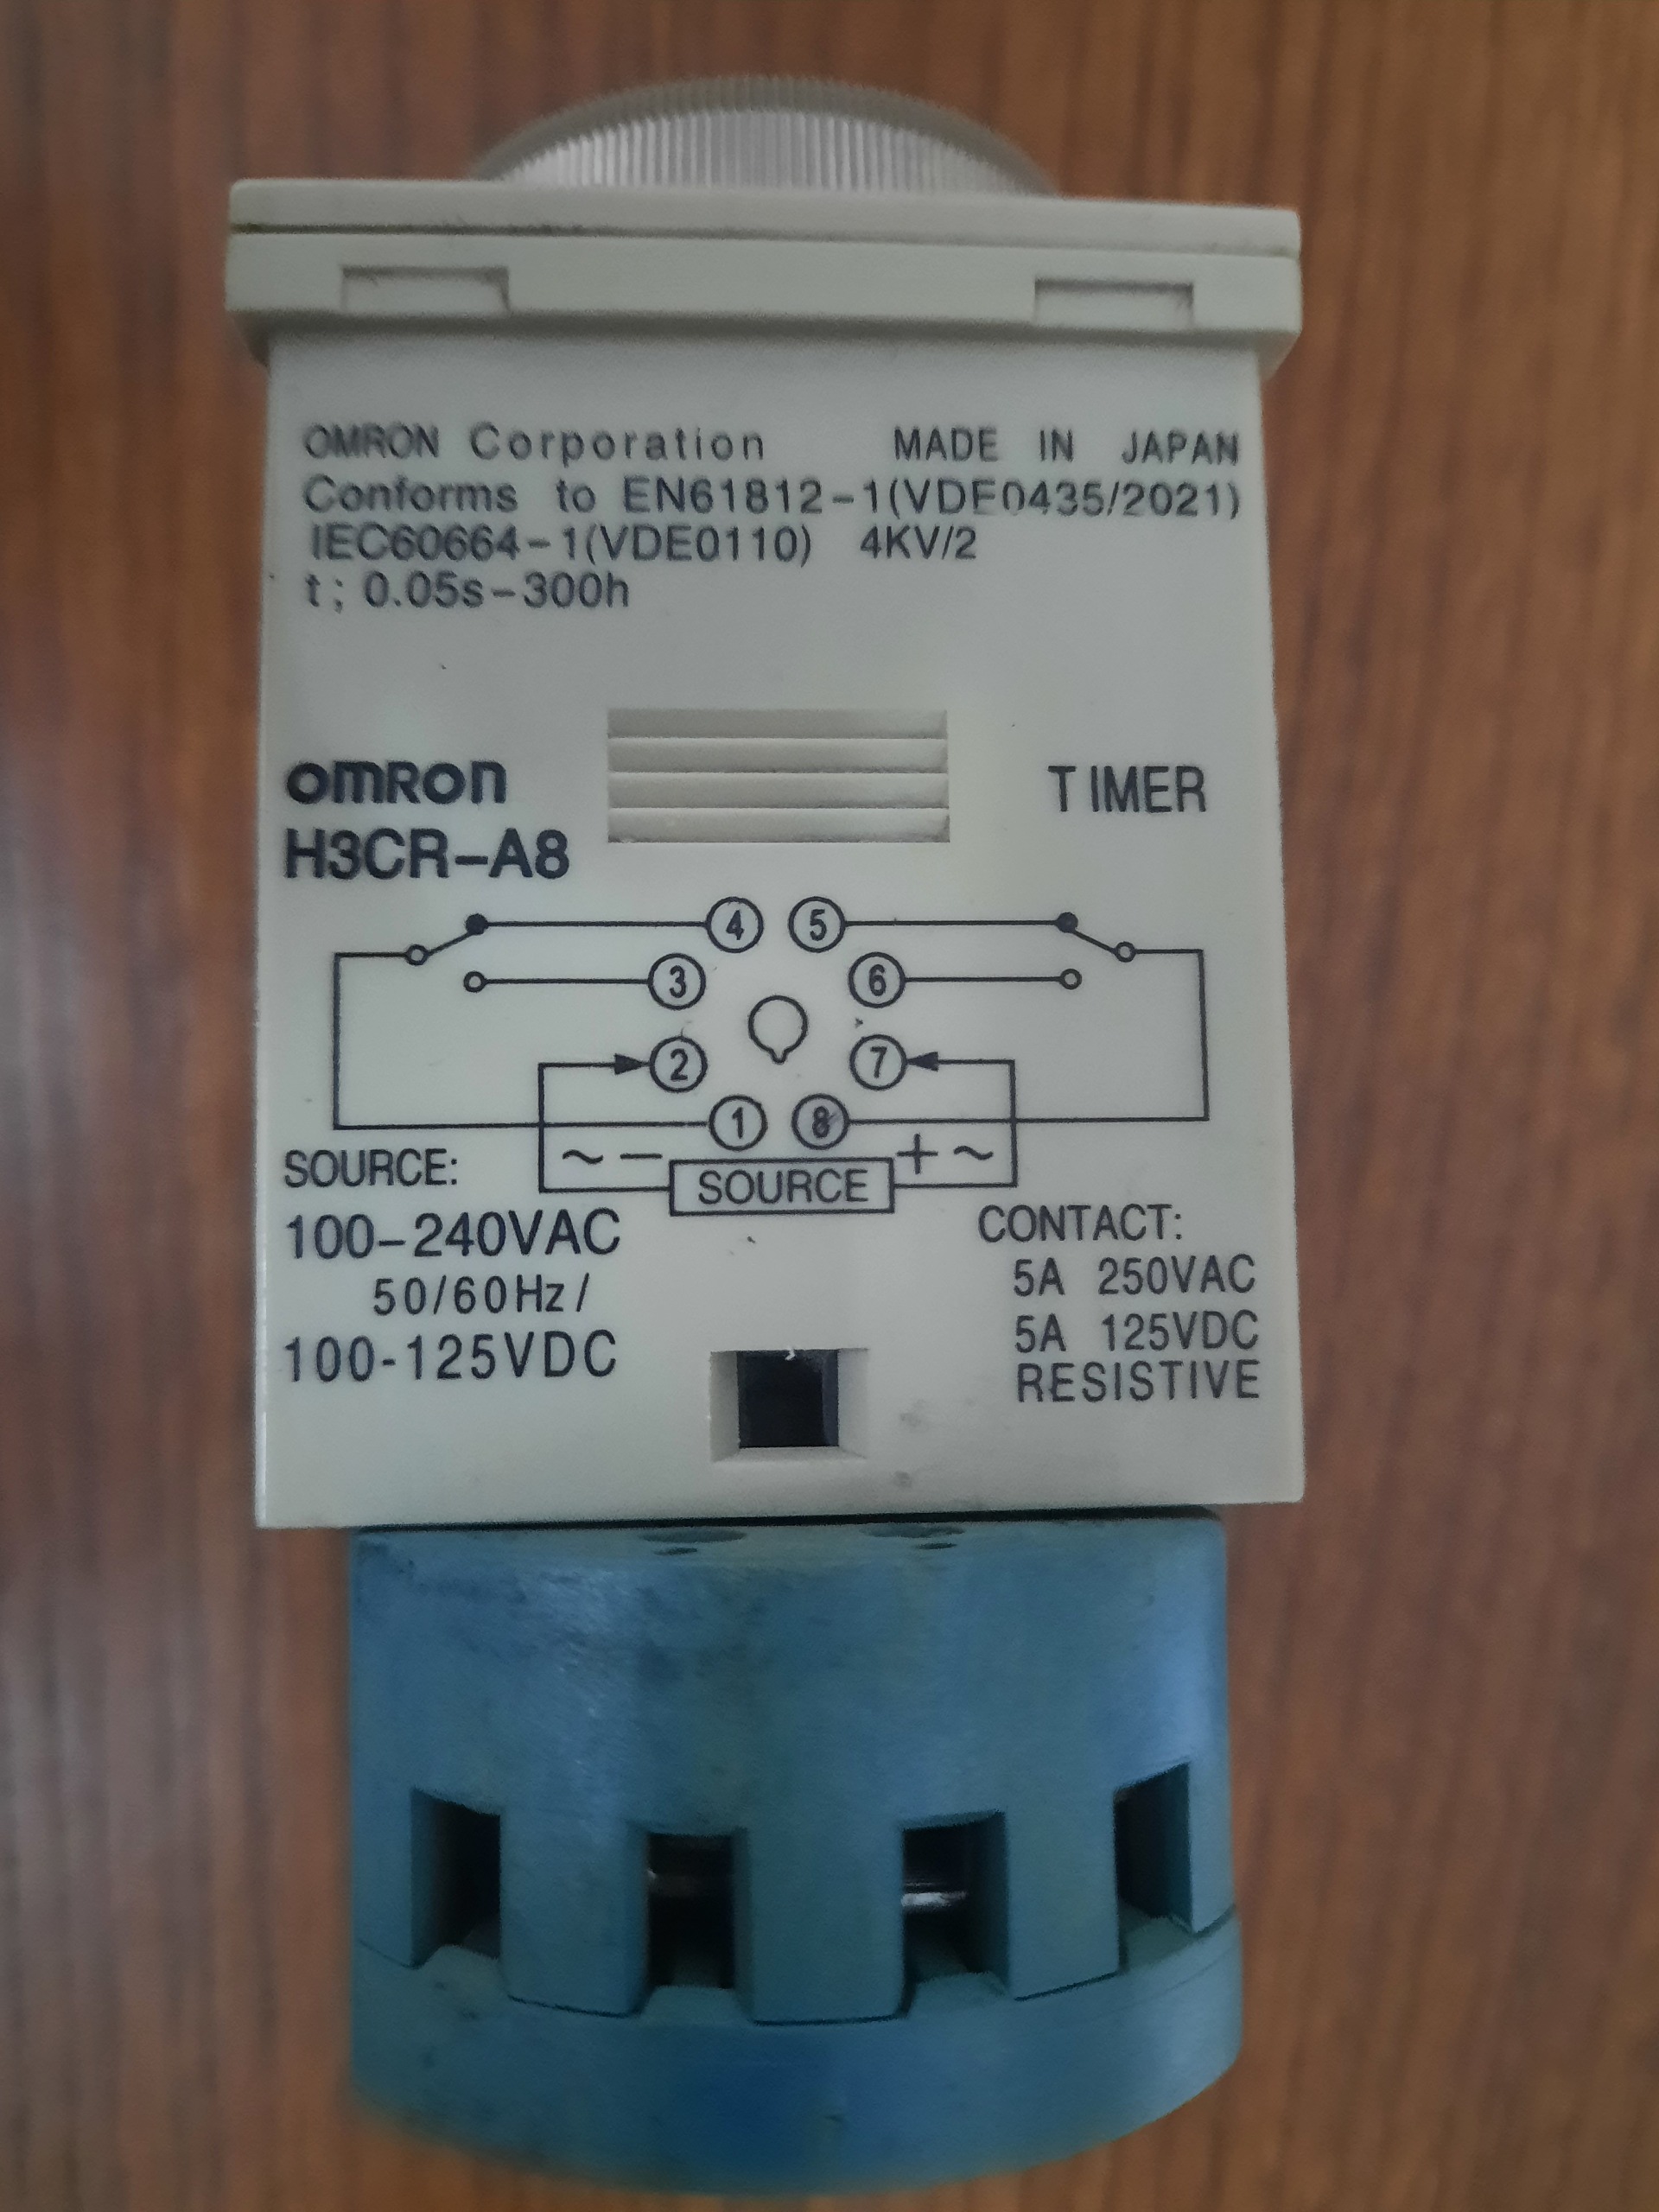 OMRON Corporation MADE IN JAPAN
Conforms to EN61812-1(VDE0435/2021)
IEC60664-1(VDE0110) 4KV/2
t; 0.05s-300h
omron TIMER
H3CR-A8
4 5
3 6
2 7
1 8
~ - + ~
SOURCE
SOURCE:
100-240VAC
50/60Hz/
100-125VDC
CONTACT:
5A 250VAC
5A 125VDC
RESISTIVE